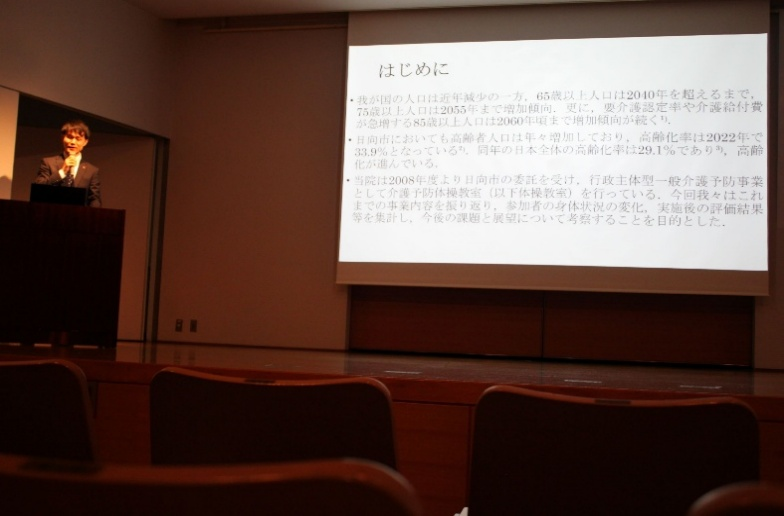 はじめに
• 我が国の人口は近年減少の一方，65歳以上人口は2040年を超えるまで，
75歳以上人口は2055年まで増加傾向．更に，要介護認定率や介護給付費
が急増する85歳以上人口は2060年頃まで増加傾向が続く¹⁾．
• 日向市においても高齢者人口は年々増加しており，高齢化率は2022年で
33.9%となっている²⁾．同年の日本全体の高齢化率は29.1%であり³⁾，高齢
化が進んでいる．
• 当院は2008年度より日向市の委託を受け，行政主体型一般介護予防事業
として介護予防体操教室（以下体操教室）を行っている．今回我々はこれ
までの事業内容を振り返り，参加者の身体状況の変化，実施後の評価結果
等を集計し，今後の課題と展望について考察することを目的とした．